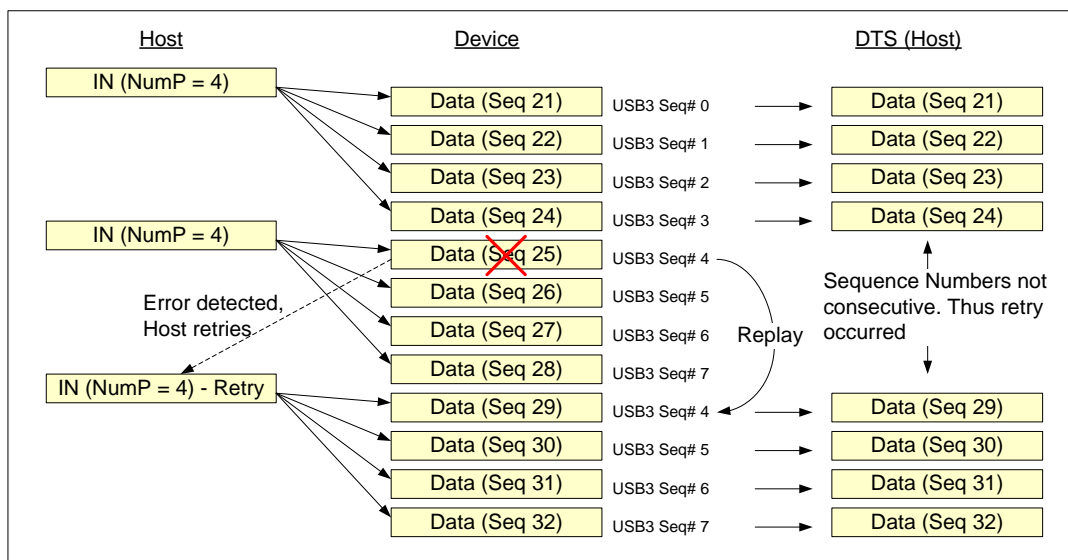 Host
Device
DTS (Host)
IN (NumP = 4)
Data (Seq 21)
USB3 Seq# 0
Data (Seq 21)
Data (Seq 22)
USB3 Seq# 1
Data (Seq 22)
Data (Seq 23)
USB3 Seq# 2
Data (Seq 23)
Data (Seq 24)
USB3 Seq# 3
Data (Seq 24)
IN (NumP = 4)
Data (Seq 25)
USB3 Seq# 4
Data (Seq 26)
USB3 Seq# 5
Data (Seq 27)
USB3 Seq# 6
Data (Seq 28)
USB3 Seq# 7
Error detected,
Host retries
Replay
Sequence Numbers not
consecutive. Thus retry
occurred
IN (NumP = 4) - Retry
Data (Seq 29)
USB3 Seq# 4
Data (Seq 29)
Data (Seq 30)
USB3 Seq# 5
Data (Seq 30)
Data (Seq 31)
USB3 Seq# 6
Data (Seq 31)
Data (Seq 32)
USB3 Seq# 7
Data (Seq 32)